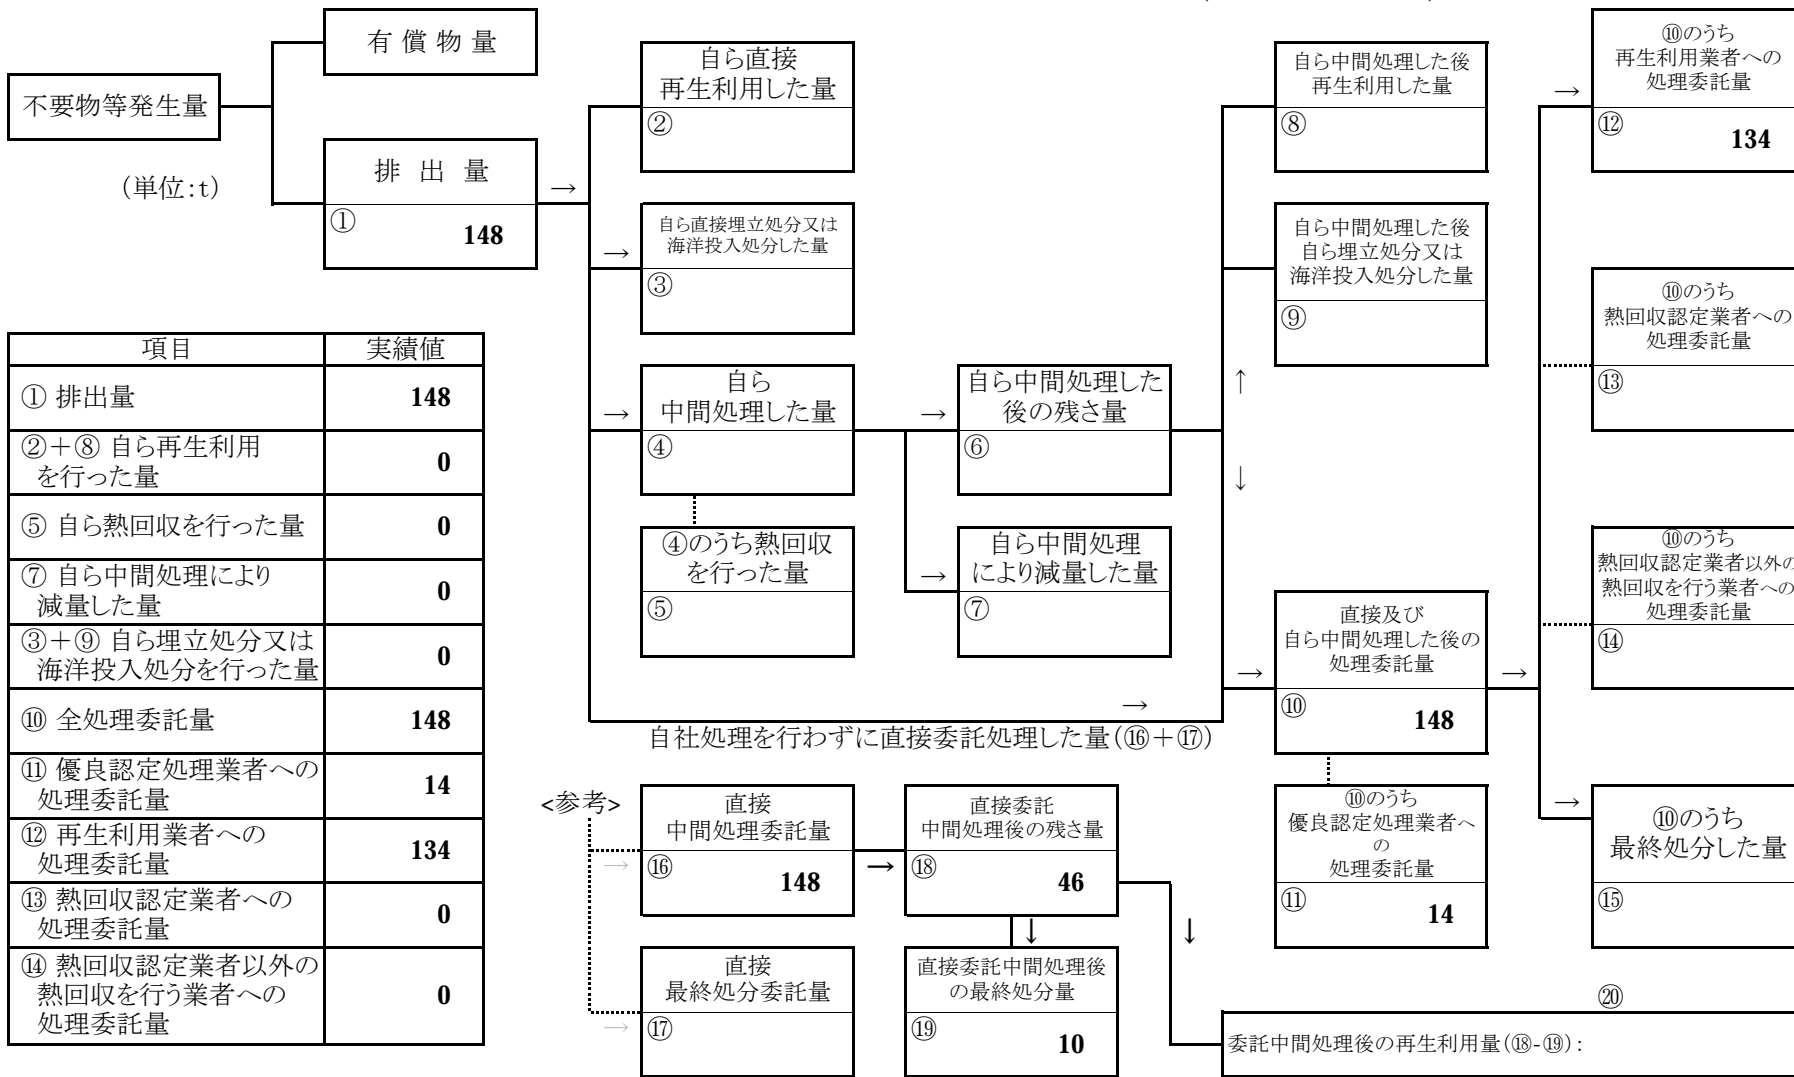 有 償 物 量
不要物等発生量
(単位:t)
排 出 量
①
148
→
自ら直接
再生利用した量
②
→
自ら直接埋立処分又は
海洋投入処分した量
③
→
自ら
中間処理した量
④
④のうち熱回収
を行った量
⑤
→
自ら中間処理した
後の残さ量
⑥
→
自ら中間処理
により減量した量
⑦
自ら中間処理した後
再生利用した量
⑧
自ら中間処理した後
自ら埋立処分又は
海洋投入処分した量
⑨
↑
↓
→
直接及び
自ら中間処理した後の
処理委託量
⑩
148
→
⑩のうち
優良認定処理業者へ
の
処理委託量
⑪
14
→
⑩のうち
再生利用業者への
処理委託量
⑫
134
⑩のうち
熱回収認定業者への
処理委託量
⑬
⑩のうち
熱回収認定業者以外の
熱回収を行う業者への
処理委託量
⑭
→
⑩のうち
最終処分した量
⑮
→
自社処理を行わずに直接委託処理した量(⑯+⑰)
項目 実績値
① 排出量 148
②+⑧ 自ら再生利用
を行った量 0
⑤ 自ら熱回収を行った量 0
⑦ 自ら中間処理により
減量した量 0
③+⑨ 自ら埋立処分又は
海洋投入処分を行った量 0
⑩ 全処理委託量 148
⑪ 優良認定処理業者への
処理委託量 14
⑫ 再生利用業者への
処理委託量 134
⑬ 熱回収認定業者への
処理委託量 0
⑭ 熱回収認定業者以外の
熱回収を行う業者への
処理委託量 0
<参考>
→
直接
中間処理委託量
⑯
148
→
直接委託
中間処理後の残さ量
⑱
46
↓
↓
→
直接
最終処分委託量
⑰
直接委託中間処理後
の最終処分量
⑲
10
⑳
委託中間処理後の再生利用量(⑱-⑲):